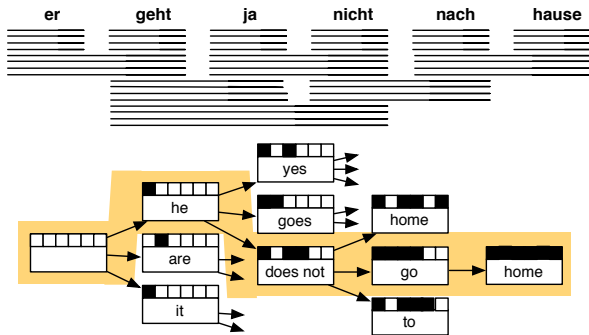 er geht ja nicht nach hause
yes
he
goes
home
are
does not
go
home
it
to